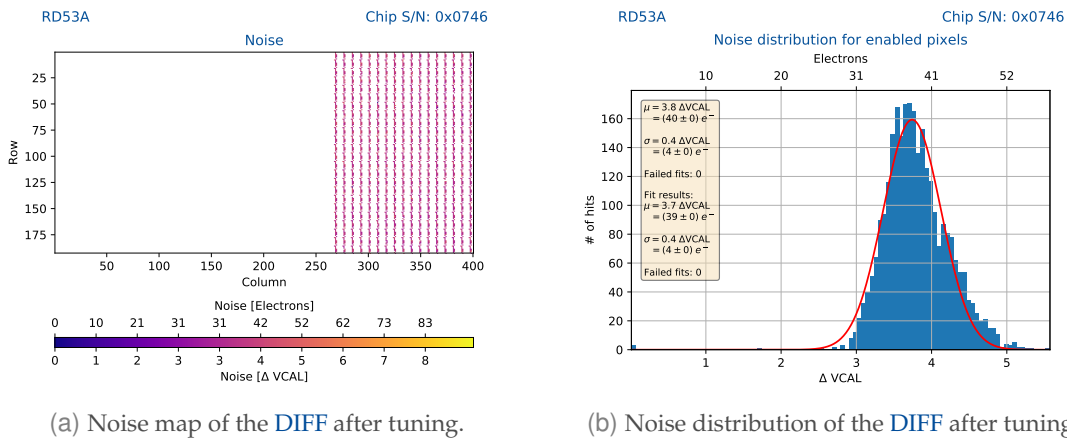 RD53A Chip S/N: 0x0746
Noise
25
50
75
100
125
150
175
Row
50 100 150 200 250 300 350 400
Column
Noise [Electrons]
0 10 21 31 31 42 52 62 73 83
0 1 2 3 3 4 5 6 7 8
Noise [Δ VCAL]
(a) Noise map of the DIFF after tuning.
RD53A Chip S/N: 0x0746
Noise distribution for enabled pixels
Electrons
10 21 31 41 52
μ = 3.8 ΔVCAL
= (40 ± 0) e⁻
σ = 0.4 ΔVCAL
= (4 ± 0) e⁻
Failed fits: 0
Fit results:
μ = 3.7 ΔVCAL
= (39 ± 0) e⁻
σ = 0.4 ΔVCAL
= (4 ± 0) e⁻
Failed fits: 0
160
140
120
100
80
60
40
20
0
# of hits
1 2 3 4 5
Δ VCAL
(b) Noise distribution of the DIFF after tuning